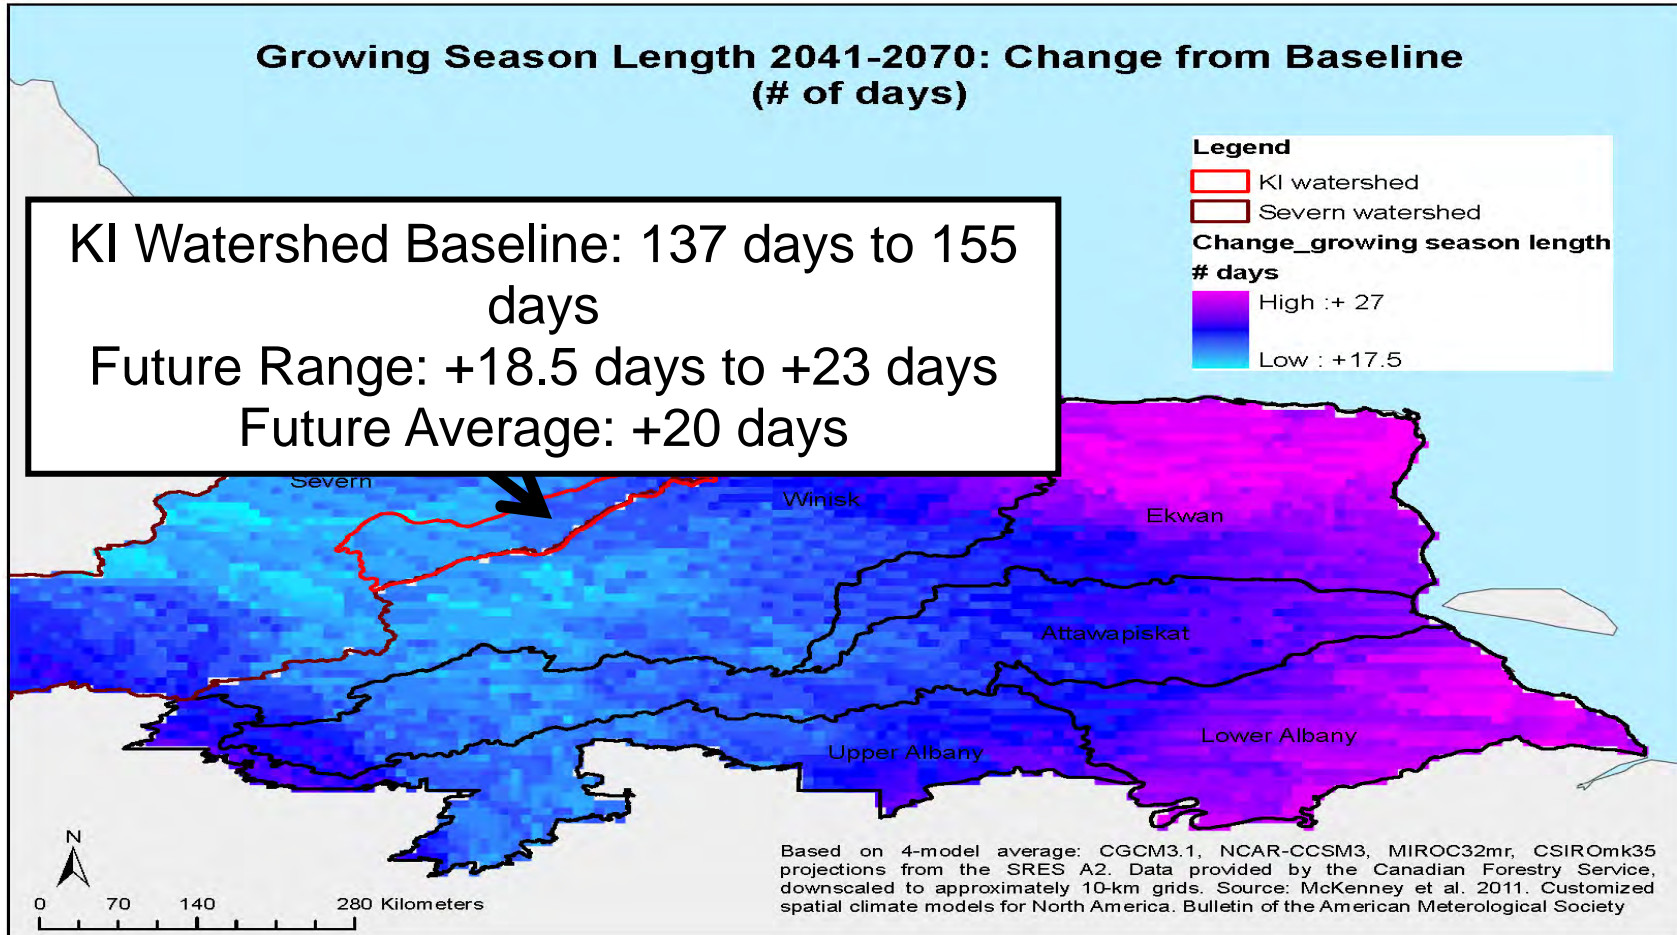 Growing Season Length 2041-2070: Change from Baseline
(# of days)
Legend
KI watershed
Severn watershed
Change_growing season length
# days
High :+ 27
Low : +17.5
KI Watershed Baseline: 137 days to 155
days
Future Range: +18.5 days to +23 days
Future Average: +20 days
Severn
Winisk
Ekwan
Attawapiskat
Lower Albany
Upper Albany
N
0 70 140 280 Kilometers
Based on 4-model average: CGCM3.1, NCAR-CCSM3, MIROC32mr, CSIROmk35
projections from the SRES A2. Data provided by the Canadian Forestry Service,
downscaled to approximately 10-km grids. Source: McKenney et al. 2011. Customized
spatial climate models for North America. Bulletin of the American Meterological Society